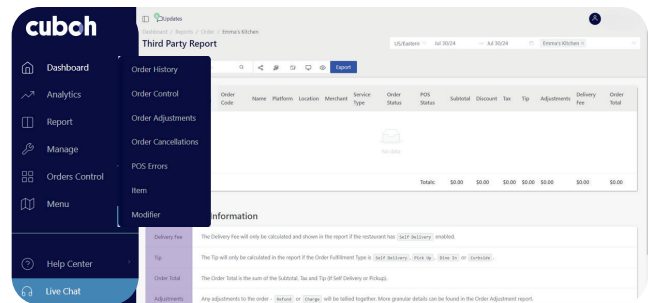 cuboh
Updates
Dashboard / Reports / Order / Emma's Kitchen
Third Party Report
US/Eastern
Jul 30/24
→ Jul 30/24
Emma's Kitchen ×
Dashboard
Analytics
Report
Manage
Orders Control
Menu
Help Center
Live Chat
Order History
Order Control
Order Adjustments
Order Cancellations
POS Errors
Item
Modifier
Export
Order Code
Name
Platform
Location
Merchant
Service Type
Order Status
POS Status
Subtotal
Discount
Tax
Tip
Adjustments
Delivery Fee
Order Total
No data
Totals: $0.00 $0.00 $0.00 $0.00 $0.00 $0.00 $0.00
Information
Delivery Fee
The Delivery Fee will only be calculated and shown in the report if the restaurant has Self Delivery enabled.
Tip
The Tip will only be calculated in the report if the Order Fulfillment Type is Self Delivery, Pick Up, Dine In or Curbside.
Order Total
The Order Total is the sum of the Subtotal, Tax and Tip (if Self Delivery or Pickup).
Adjustments
Any adjustments to the order - Refund or Charge will be tallied together. More granular details can be found in the Order Adjustment report.